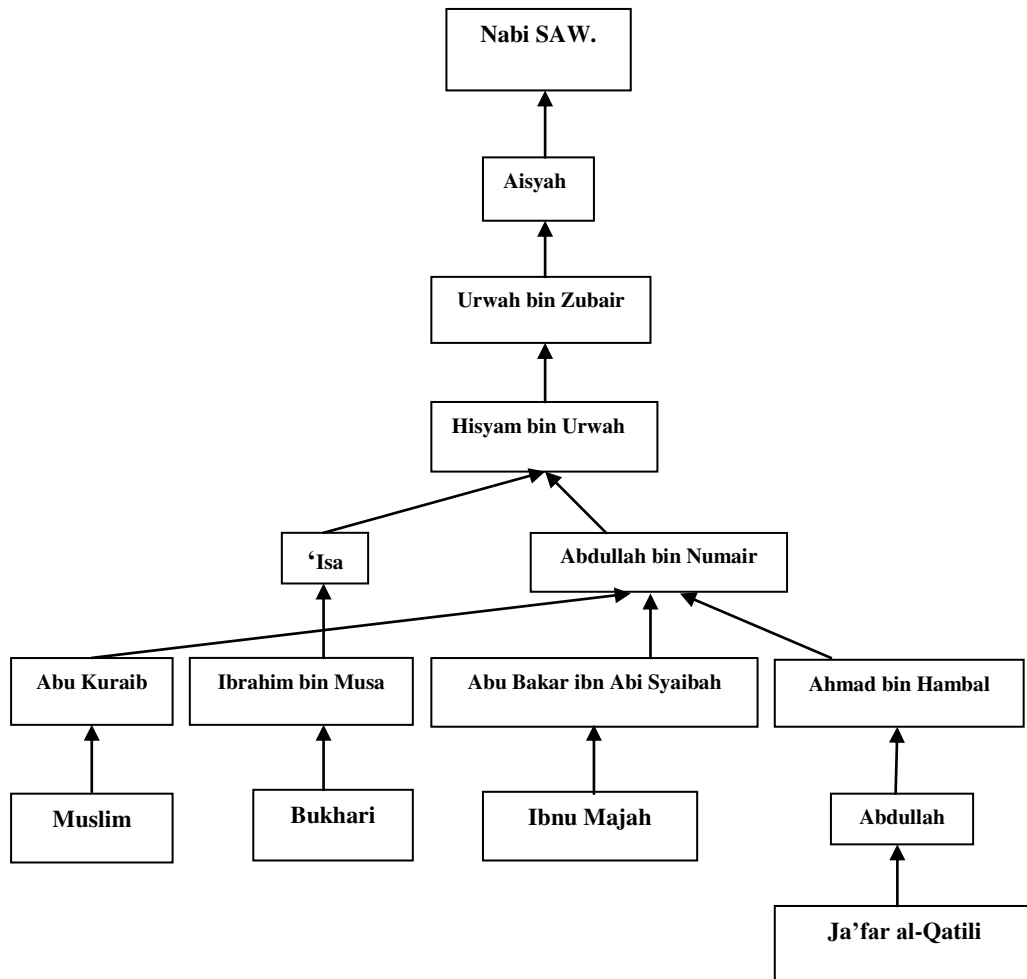 Nabi SAW.
Aisyah
Urwah bin Zubair
Hisyam bin Urwah
‘Isa
Abdullah bin Numair
Abu Kuraib
Ibrahim bin Musa
Abu Bakar ibn Abi Syaibah
Ahmad bin Hambal
Muslim
Bukhari
Ibnu Majah
Abdullah
Ja’far al-Qatili